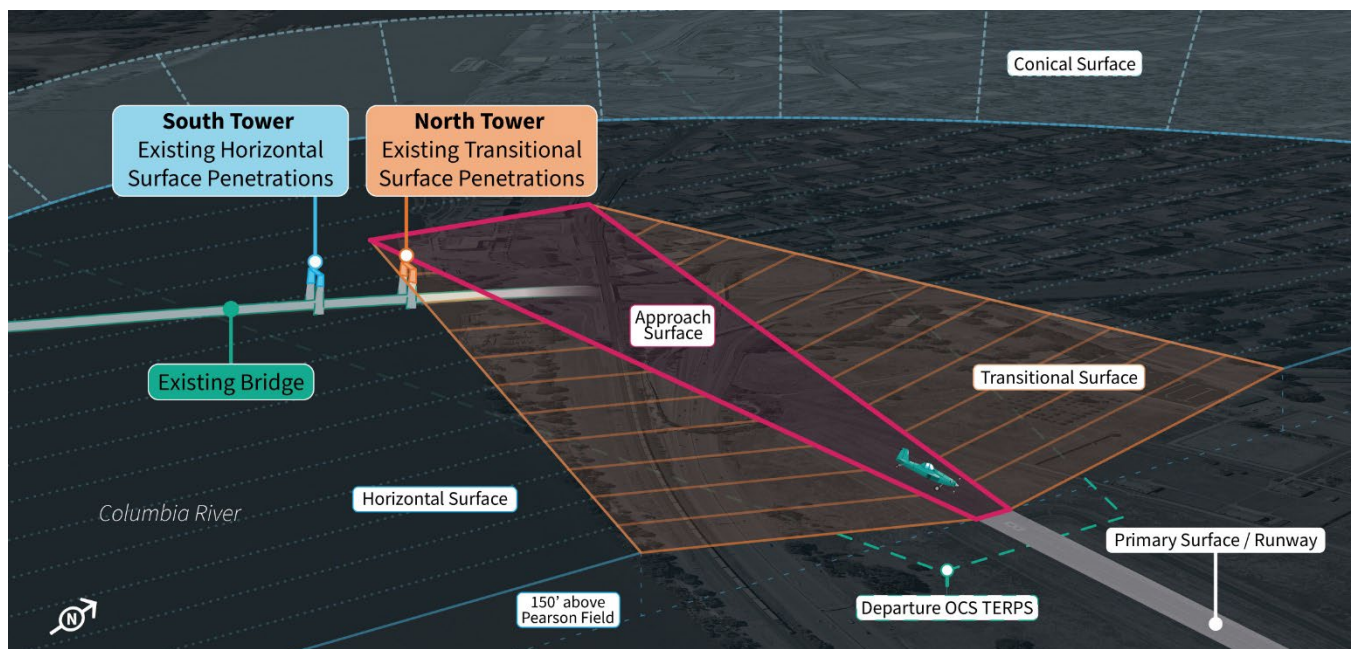 Conical Surface
South Tower
Existing Horizontal
Surface Penetrations
North Tower
Existing Transitional
Surface Penetrations
Approach
Surface
Existing Bridge
Transitional Surface
Horizontal Surface
Columbia River
Primary Surface / Runway
150' above
Pearson Field
Departure OCS TERPS
N